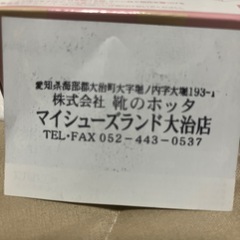 愛知県海部郡大治町大字堀ノ内字大堀193-1
株式会社 靴のホッタ
マイシューズランド大治店
TEL・FAX 052-443-0537